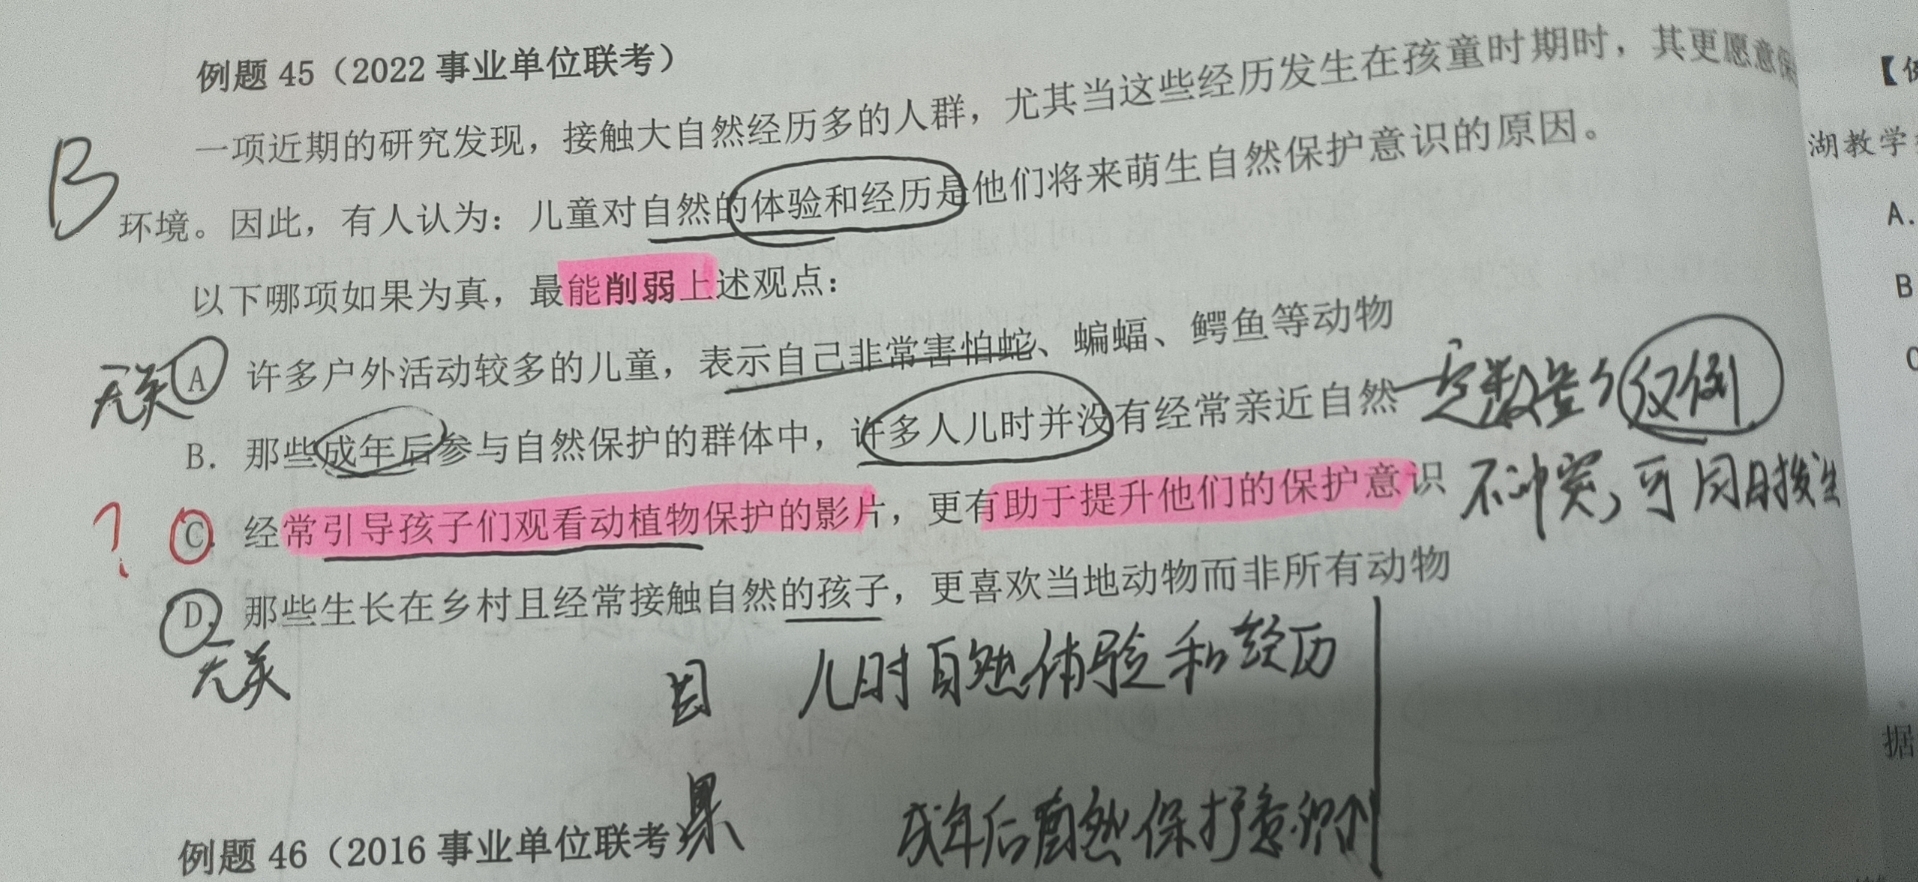 例题 45（2022 事业单位联考）
一项近期的研究发现，接触大自然经历多的人群，尤其当这些经历发生在孩童时期时，其更愿意保
环境。因此，有人认为：儿童对自然的体验和经历是他们将来萌生自然保护意识的原因。
B
以下哪项如果为真，最能削弱上述观点：
无关 A 许多户外活动较多的儿童，表示自己非常害怕蛇、蝙蝠、鳄鱼等动物
B. 那些成年后参与自然保护的群体中，许多人儿时并没有经常亲近自然 一定数量个反例
? C. 经常引导孩子们观看动植物保护的影片，更有助于提升他们的保护意识 不冲突，可同时发生
D. 那些生长在乡村且经常接触自然的孩子，更喜欢当地动物而非所有动物
无关
因 儿时自然体验和经历
果 成年后自然保护意识
例题 46（2016 事业单位联考
湖教学
A.
B
C
据